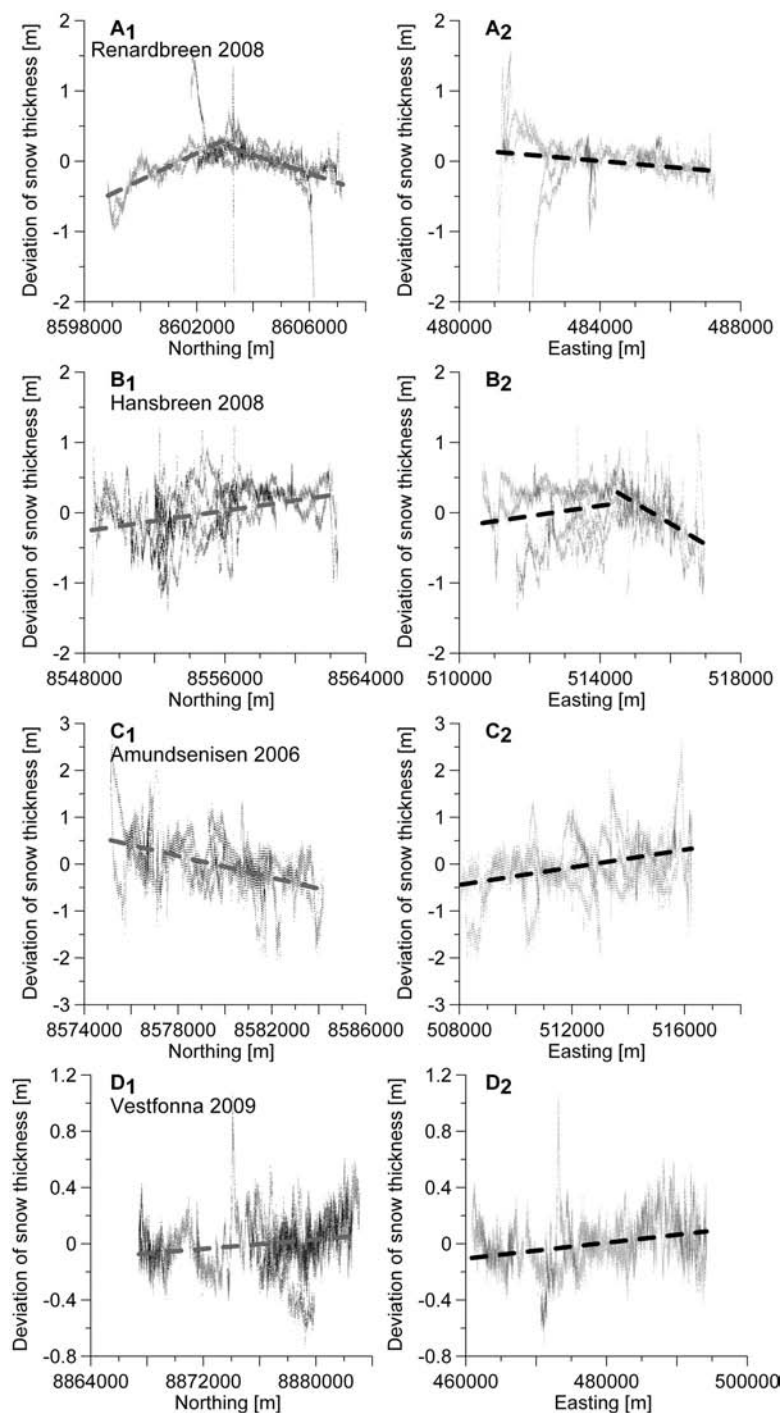 A1
Renardbreen 2008
Deviation of snow thickness [m]
2
1
0
-1
-2
8598000 8602000 8606000
Northing [m]
A2
Deviation of snow thickness [m]
2
1
0
-1
-2
480000 484000 488000
Easting [m]
B1
Hansbreen 2008
Deviation of snow thickness [m]
2
1
0
-1
-2
8548000 8556000 8564000
Northing [m]
B2
Deviation of snow thickness [m]
2
1
0
-1
-2
510000 514000 518000
Easting [m]
C1
Amundsenisen 2006
Deviation of snow thickness [m]
3
2
1
0
-1
-2
-3
8574000 8578000 8582000 8586000
Northing [m]
C2
Deviation of snow thickness [m]
3
2
1
0
-1
-2
-3
508000 512000 516000
Easting [m]
D1
Vestfonna 2009
Deviation of snow thickness [m]
1.2
0.8
0.4
0
-0.4
-0.8
8864000 8872000 8880000
Northing [m]
D2
Deviation of snow thickness [m]
1.2
0.8
0.4
0
-0.4
-0.8
460000 480000 500000
Easting [m]